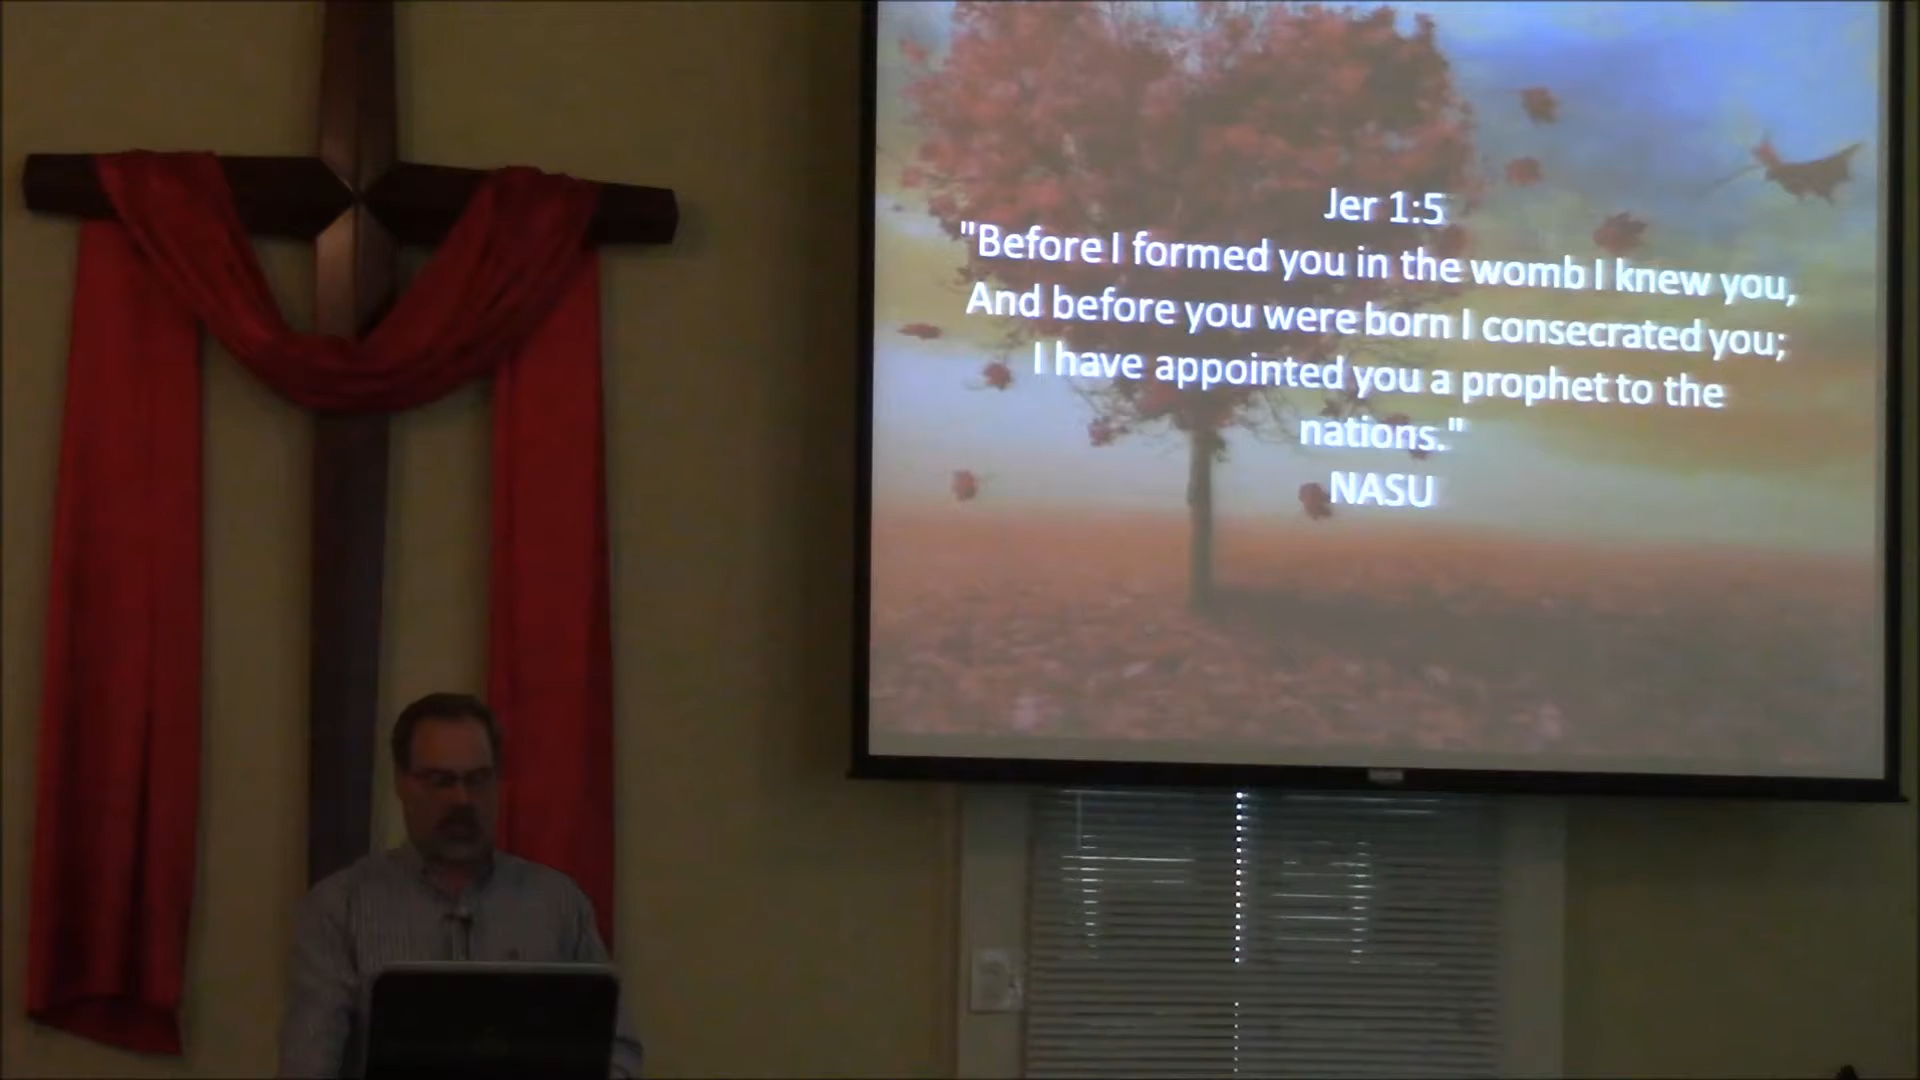 Jer 1:5
"Before I formed you in the womb I knew you,
And before you were born I consecrated you;
I have appointed you a prophet to the
nations."
NASU